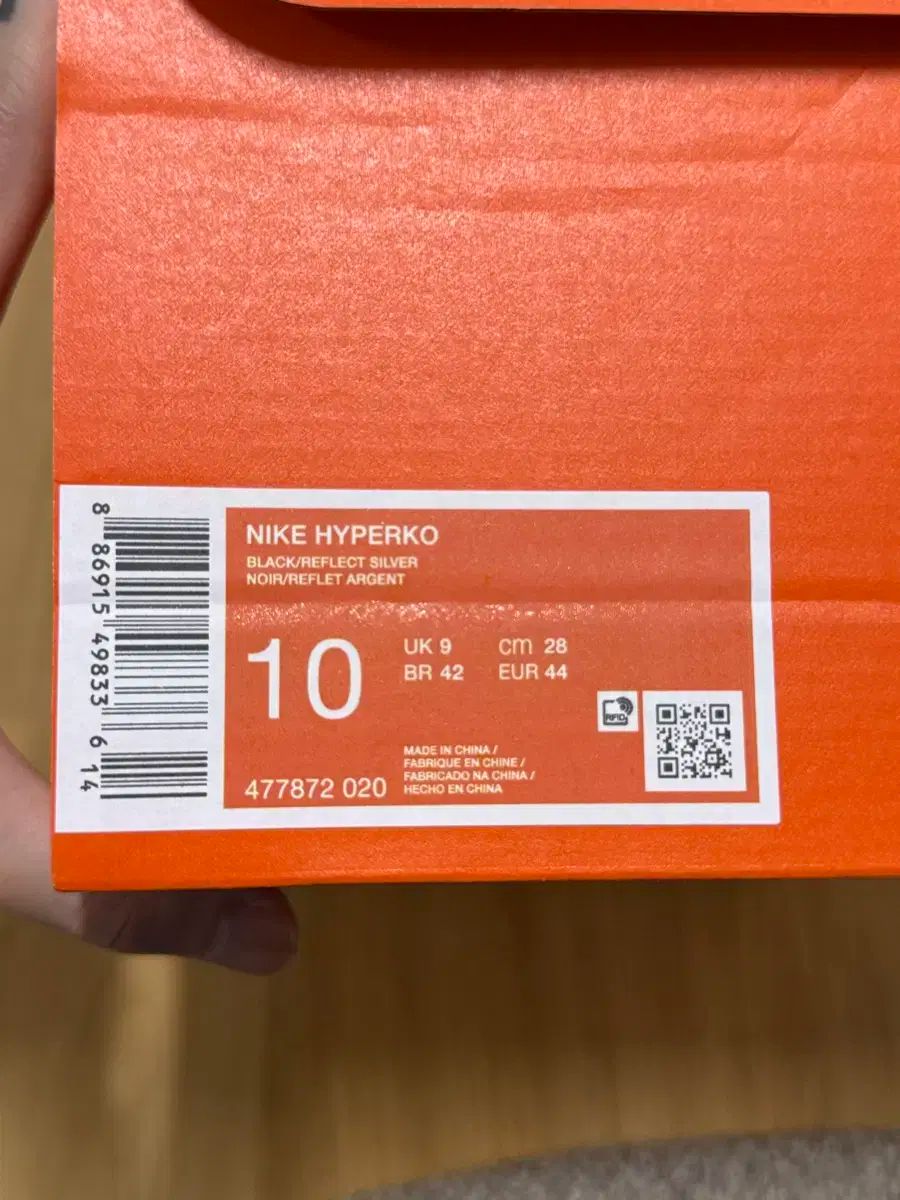 8 86915 49833 6 14
NIKE HYPERKO
BLACK/REFLECT SILVER
NOIR/REFLET ARGENT
10
UK 9 cm 28
BR 42 EUR 44
RFID
477872 020
MADE IN CHINA /
FABRIQUE EN CHINE /
FABRICADO NA CHINA /
HECHO EN CHINA